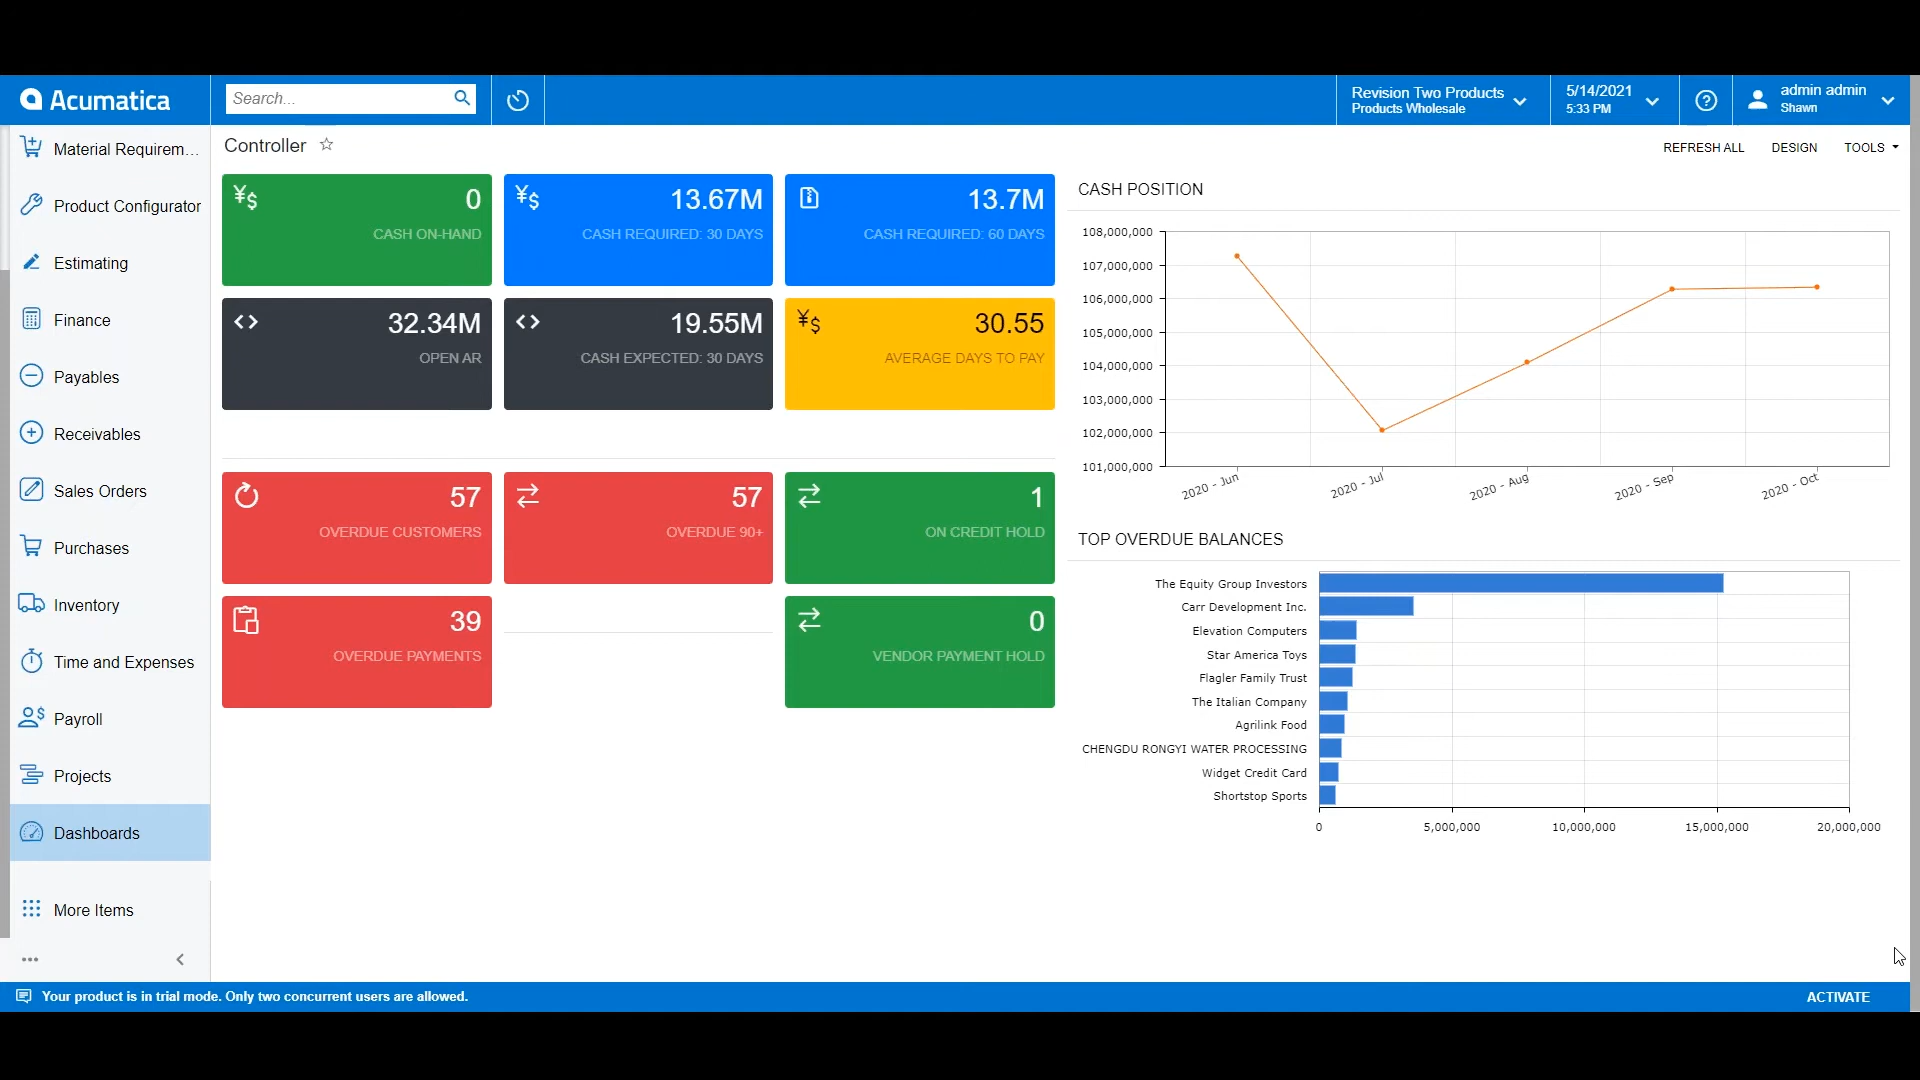 Acumatica
Search...
Revision Two Products
Products Wholesale
5/14/2021
5:33 PM
admin admin
Shawn
Material Requirem...
Product Configurator
Estimating
Finance
Payables
Receivables
Sales Orders
Purchases
Inventory
Time and Expenses
Payroll
Projects
Dashboards
More Items
Controller
REFRESH ALL
DESIGN
TOOLS
¥$ 0
CASH ON-HAND
¥$ 13.67M
CASH REQUIRED: 30 DAYS
13.7M
CASH REQUIRED: 60 DAYS
32.34M
OPEN AR
19.55M
CASH EXPECTED: 30 DAYS
¥$ 30.55
AVERAGE DAYS TO PAY
57
OVERDUE CUSTOMERS
57
OVERDUE 90+
1
ON CREDIT HOLD
39
OVERDUE PAYMENTS
0
VENDOR PAYMENT HOLD
CASH POSITION
108,000,000
107,000,000
106,000,000
105,000,000
104,000,000
103,000,000
102,000,000
101,000,000
2020 - Jun
2020 - Jul
2020 - Aug
2020 - Sep
2020 - Oct
TOP OVERDUE BALANCES
The Equity Group Investors
Carr Development Inc.
Elevation Computers
Star America Toys
Flagler Family Trust
The Italian Company
Agrilink Food
CHENGDU RONGYI WATER PROCESSING
Widget Credit Card
Shortstop Sports
0
5,000,000
10,000,000
15,000,000
20,000,000
Your product is in trial mode. Only two concurrent users are allowed.
ACTIVATE